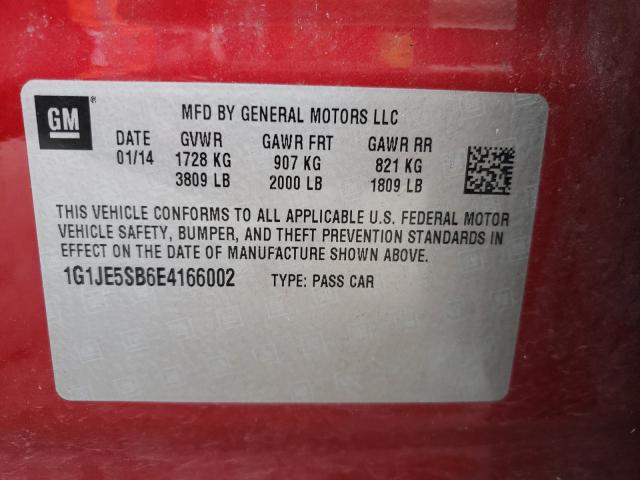 GM®
MFD BY GENERAL MOTORS LLC
DATE GVWR GAWR FRT GAWR RR
01/14 1728 KG 907 KG 821 KG
3809 LB 2000 LB 1809 LB
THIS VEHICLE CONFORMS TO ALL APPLICABLE U.S. FEDERAL MOTOR
VEHICLE SAFETY, BUMPER, AND THEFT PREVENTION STANDARDS IN
EFFECT ON THE DATE OF MANUFACTURE SHOWN ABOVE.
1G1JE5SB6E4166002 TYPE: PASS CAR